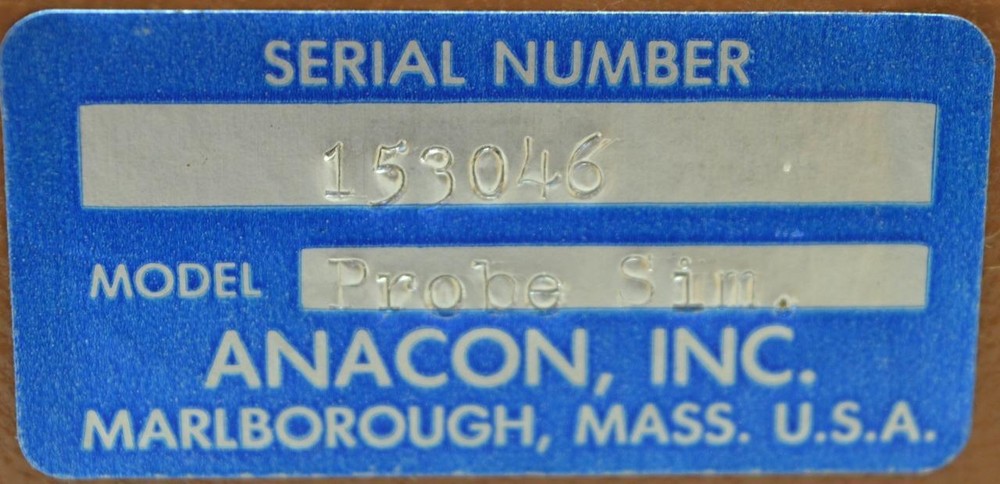 SERIAL NUMBER
153046
MODEL Probe Sim.
ANACON, INC.
MARLBOROUGH, MASS. U.S.A.